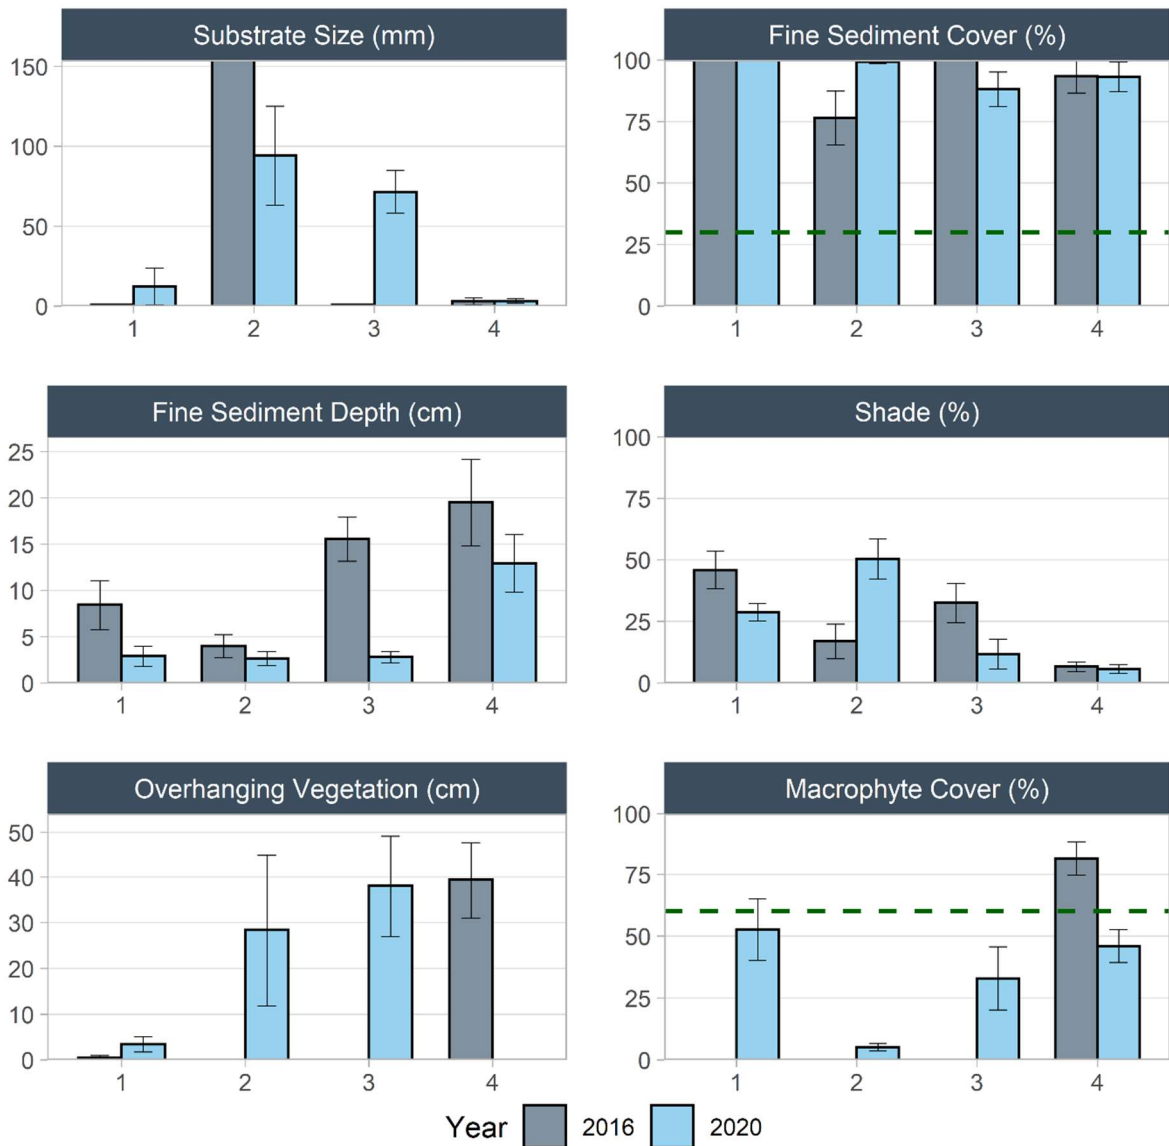 Substrate Size (mm)
150
100
50
0
1 2 3 4
Fine Sediment Cover (%)
100
75
50
25
0
1 2 3 4
Fine Sediment Depth (cm)
25
20
15
10
5
0
1 2 3 4
Shade (%)
100
75
50
25
0
1 2 3 4
Overhanging Vegetation (cm)
50
40
30
20
10
0
1 2 3 4
Macrophyte Cover (%)
100
75
50
25
0
1 2 3 4
Year 2016 2020